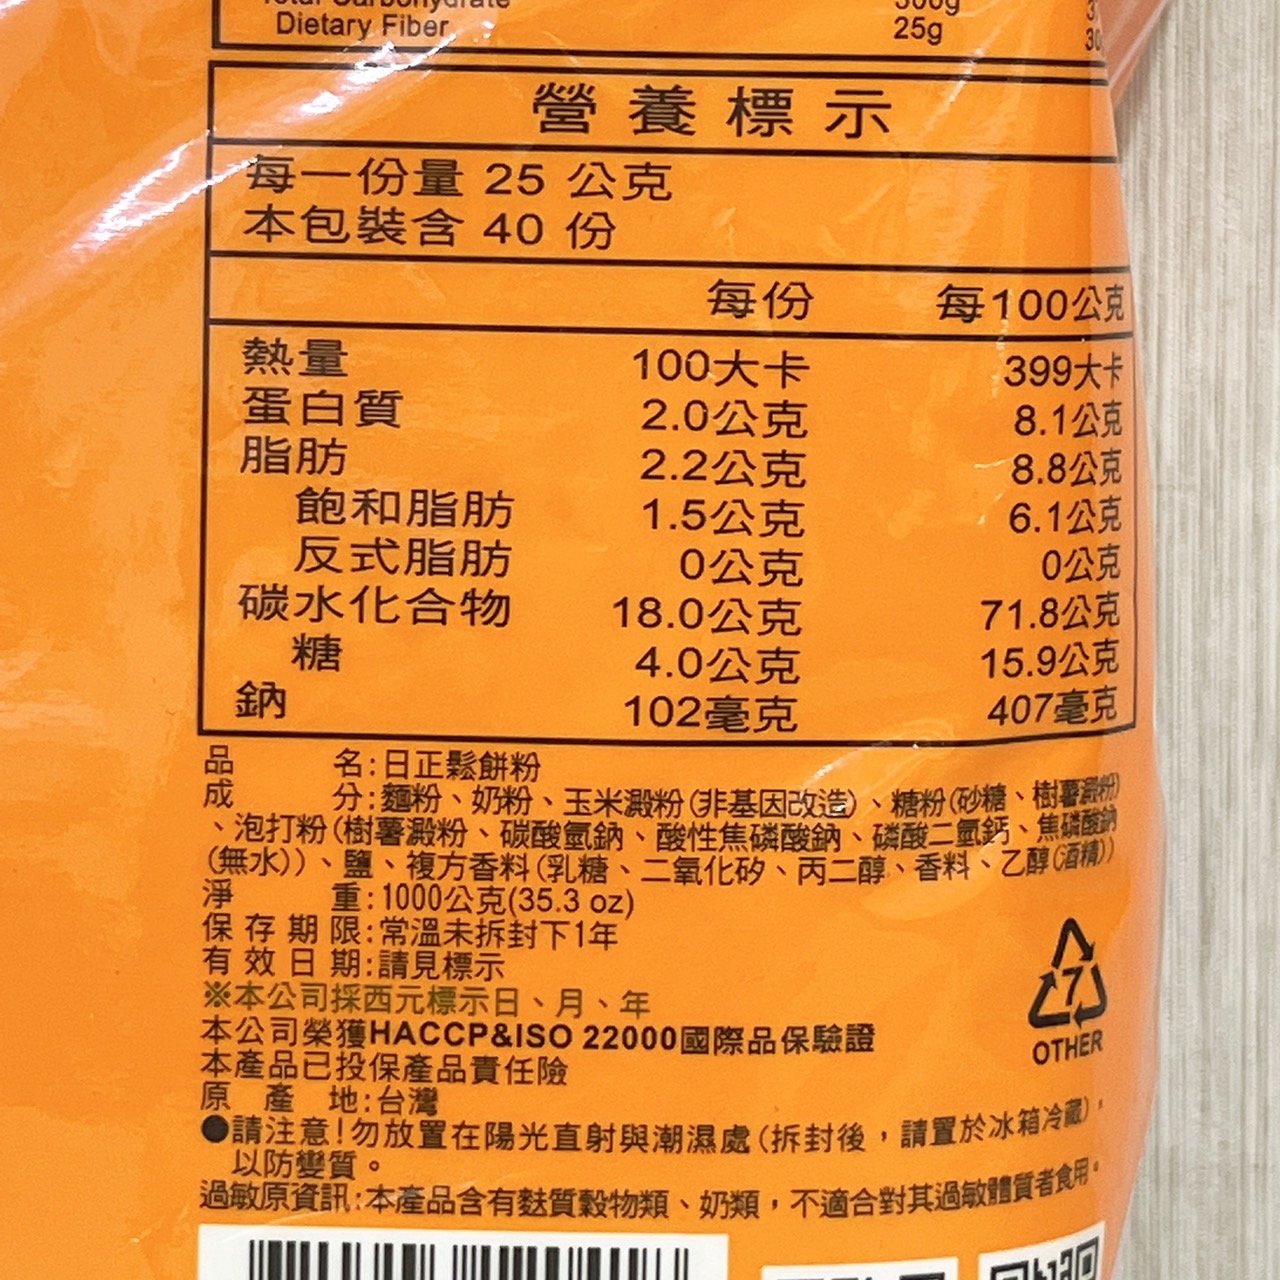 Total Carbohydrate 300g
Dietary Fiber 25g 30
營養標示
每一份量 25 公克
本包裝含 40 份
每份 每100公克
熱量 100大卡 399大卡
蛋白質 2.0公克 8.1公克
脂肪 2.2公克 8.8公克
飽和脂肪 1.5公克 6.1公克
反式脂肪 0公克 0公克
碳水化合物 18.0公克 71.8公克
糖 4.0公克 15.9公克
鈉 102毫克 407毫克
品名:日正鬆餅粉
成分:麵粉、奶粉、玉米澱粉(非基因改造)、糖粉(砂糖、樹薯澱粉)
、泡打粉(樹薯澱粉、碳酸氫鈉、酸性焦磷酸鈉、磷酸二氫鈣、焦磷酸鈉
(無水))、鹽、複方香料(乳糖、二氧化矽、丙二醇、香料、乙醇(酒精))
淨重:1000公克(35.3 oz)
保存期限:常溫未拆封下1年
有效日期:請見標示
※本公司採西元標示日、月、年
本公司榮獲HACCP&ISO 22000國際品保驗證
本產品已投保產品責任險
原產地:台灣
7
OTHER
●請注意!勿放置在陽光直射與潮濕處(拆封後，請置於冰箱冷藏)，
以防變質。
過敏原資訊:本產品含有麩質穀物類、奶類，不適合對其過敏體質者食用。